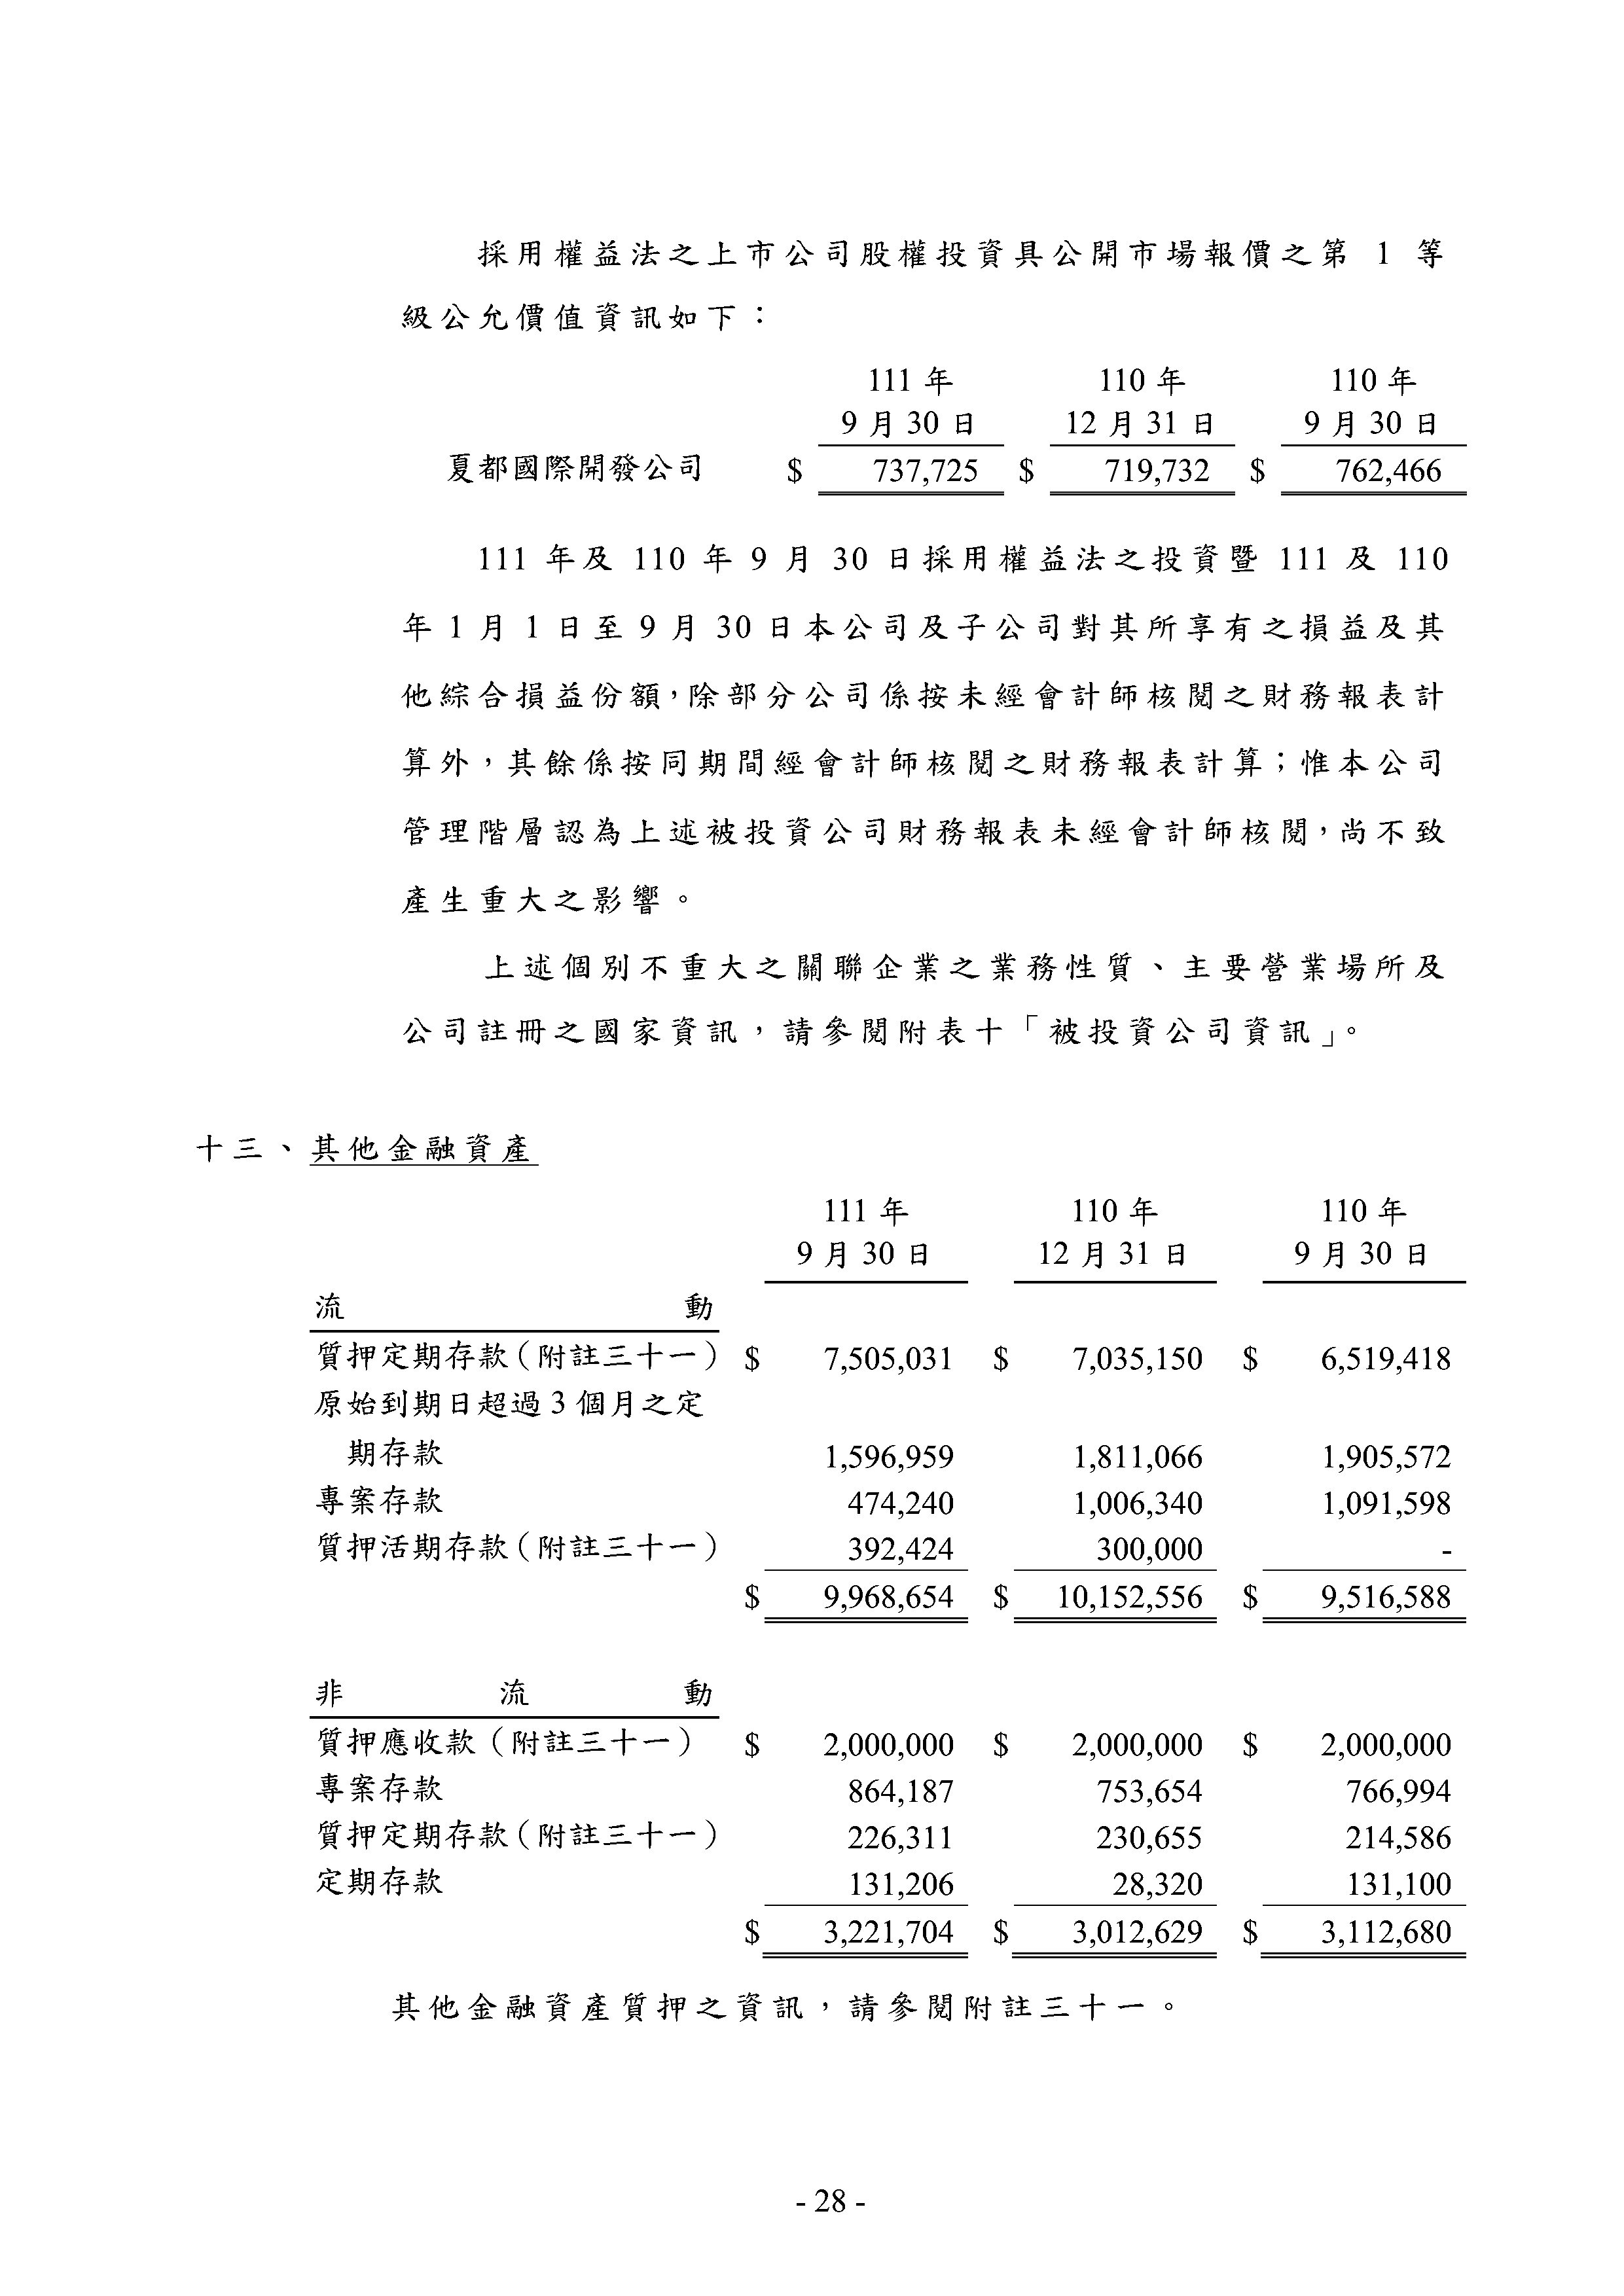 採用權益法之上市公司股權投資具公開市場報價之第 1 等
級公允價值資訊如下：
111 年 110 年 110 年
9 月 30 日 12 月 31 日 9 月 30 日
夏都國際開發公司 $ 737,725 $ 719,732 $ 762,466
111 年及 110 年 9 月 30 日採用權益法之投資暨 111 及 110
年 1 月 1 日至 9 月 30 日本公司及子公司對其所享有之損益及其
他綜合損益份額，除部分公司係按未經會計師核閱之財務報表計
算外，其餘係按同期間經會計師核閱之財務報表計算；惟本公司
管理階層認為上述被投資公司財務報表未經會計師核閱，尚不致
產生重大之影響。
上述個別不重大之關聯企業之業務性質、主要營業場所及
公司註冊之國家資訊，請參閱附表十「被投資公司資訊」。
十三、其他金融資產
111 年 110 年 110 年
9 月 30 日 12 月 31 日 9 月 30 日
流動
質押定期存款（附註三十一） $ 7,505,031 $ 7,035,150 $ 6,519,418
原始到期日超過 3 個月之定
期存款 1,596,959 1,811,066 1,905,572
專案存款 474,240 1,006,340 1,091,598
質押活期存款（附註三十一） 392,424 300,000 -
$ 9,968,654 $ 10,152,556 $ 9,516,588
非流動
質押應收款（附註三十一） $ 2,000,000 $ 2,000,000 $ 2,000,000
專案存款 864,187 753,654 766,994
質押定期存款（附註三十一） 226,311 230,655 214,586
定期存款 131,206 28,320 131,100
$ 3,221,704 $ 3,012,629 $ 3,112,680
其他金融資產質押之資訊，請參閱附註三十一。
- 28 -